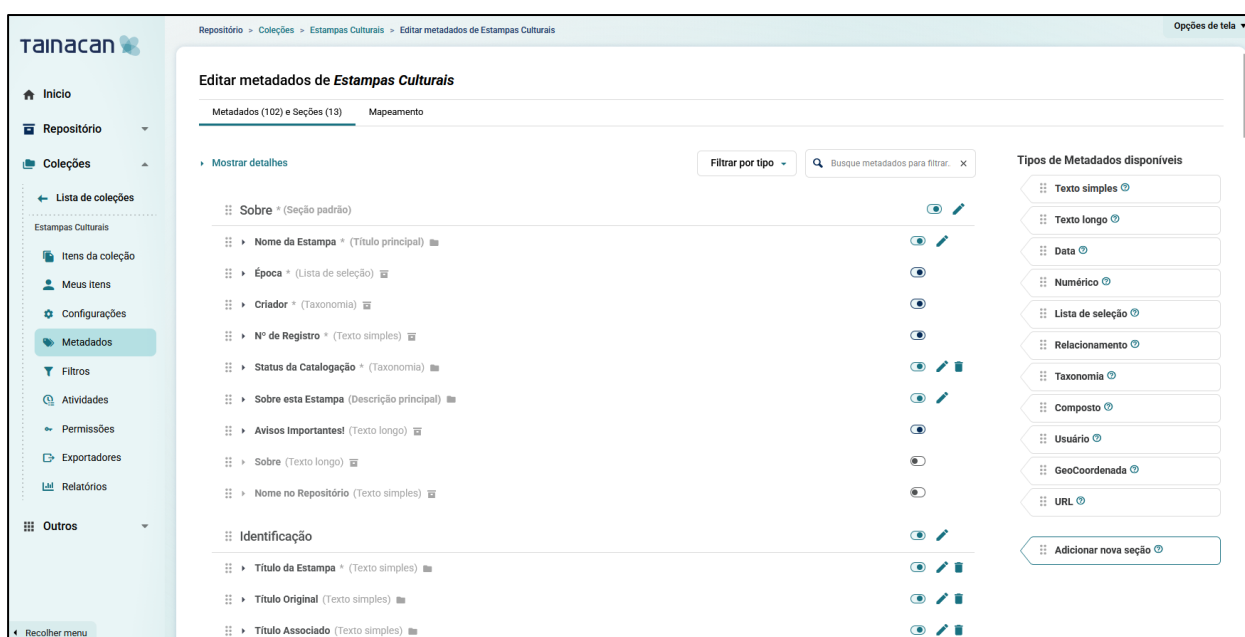 Tainacan
Repositório > Coleções > Estampas Culturais > Editar metadados de Estampas Culturais
Opções de tela
Inicio
Repositório
Coleções
Lista de coleções
Estampas Culturais
Itens da coleção
Meus itens
Configurações
Metadados
Filtros
Atividades
Permissões
Exportadores
Relatórios
Outros
Recolher menu
Editar metadados de Estampas Culturais
Metadados (102) e Seções (13) Mapeamento
Mostrar detalhes
Filtrar por tipo
Busque metadados para filtrar.
Sobre * (Seção padrão)
Nome da Estampa * (Título principal)
Época * (Lista de seleção)
Criador * (Taxonomia)
Nº de Registro * (Texto simples)
Status da Catalogação * (Taxonomia)
Sobre esta Estampa (Descrição principal)
Avisos Importantes! (Texto longo)
Sobre (Texto longo)
Nome no Repositório (Texto simples)
Identificação
Título da Estampa * (Texto simples)
Título Original (Texto simples)
Título Associado (Texto simples)
Tipos de Metadados disponíveis
Texto simples
Texto longo
Data
Numérico
Lista de seleção
Relacionamento
Taxonomia
Composto
Usuário
GeoCoordenada
URL
Adicionar nova seção